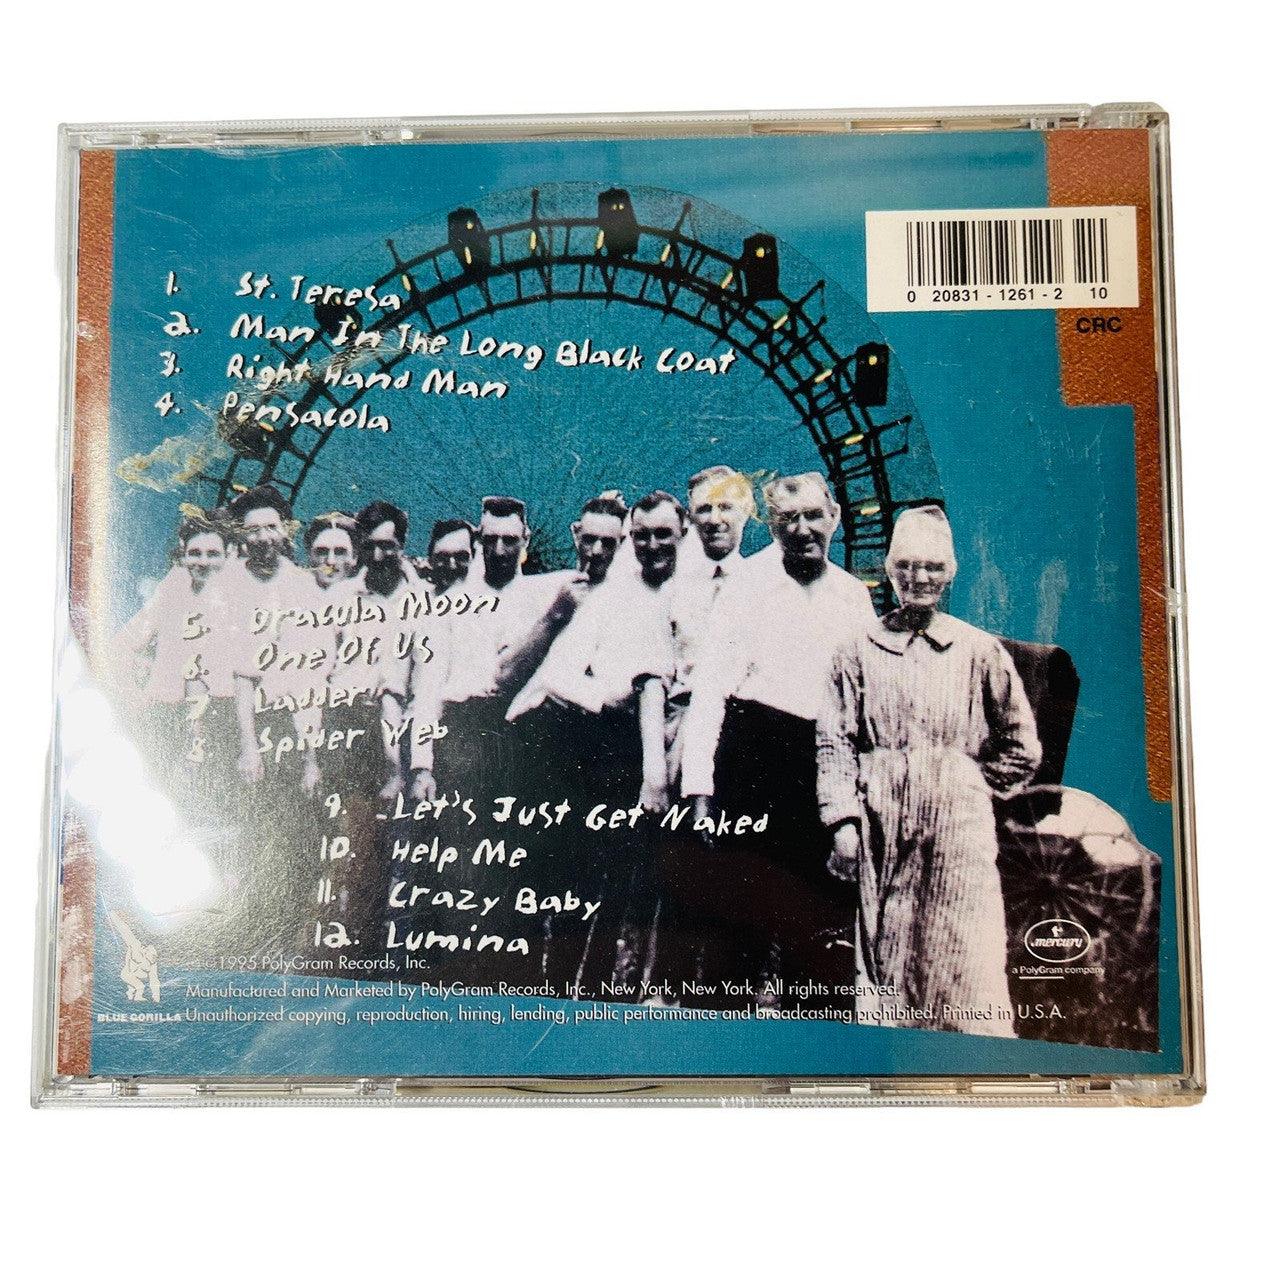 0 20831 - 1261 - 2 10
CRC
1. St. Teresa
2. Man In The Long Black Coat
3. Right Hand Man
4. Pensacola
5. Dracula Moon
6. One Of Us
7. Ladder
8. Spider Web
9. Let's Just Get Naked
10. Help Me
11. Crazy Baby
12. Lumina
mercury
a PolyGram company
©1995 PolyGram Records, Inc.
Manufactured and Marketed by PolyGram Records, Inc., New York, New York. All rights reserved.
BLUE GORILLA Unauthorized copying, reproduction, hiring, lending, public performance and broadcasting prohibited. Printed in U.S.A.